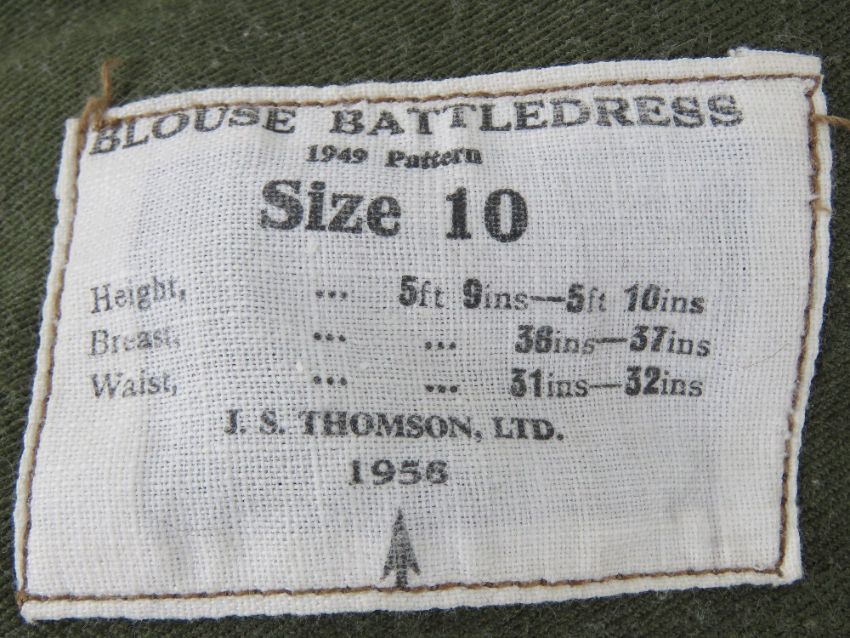 BLOUSE BATTLEDRESS
1949 Pattern
Size 10
Height, ... 5ft 9ins—5ft 10ins
Breast, ... ... 36ins—37ins
Waist, ... ... 31ins—32ins
J. S. THOMSON, LTD.
1956